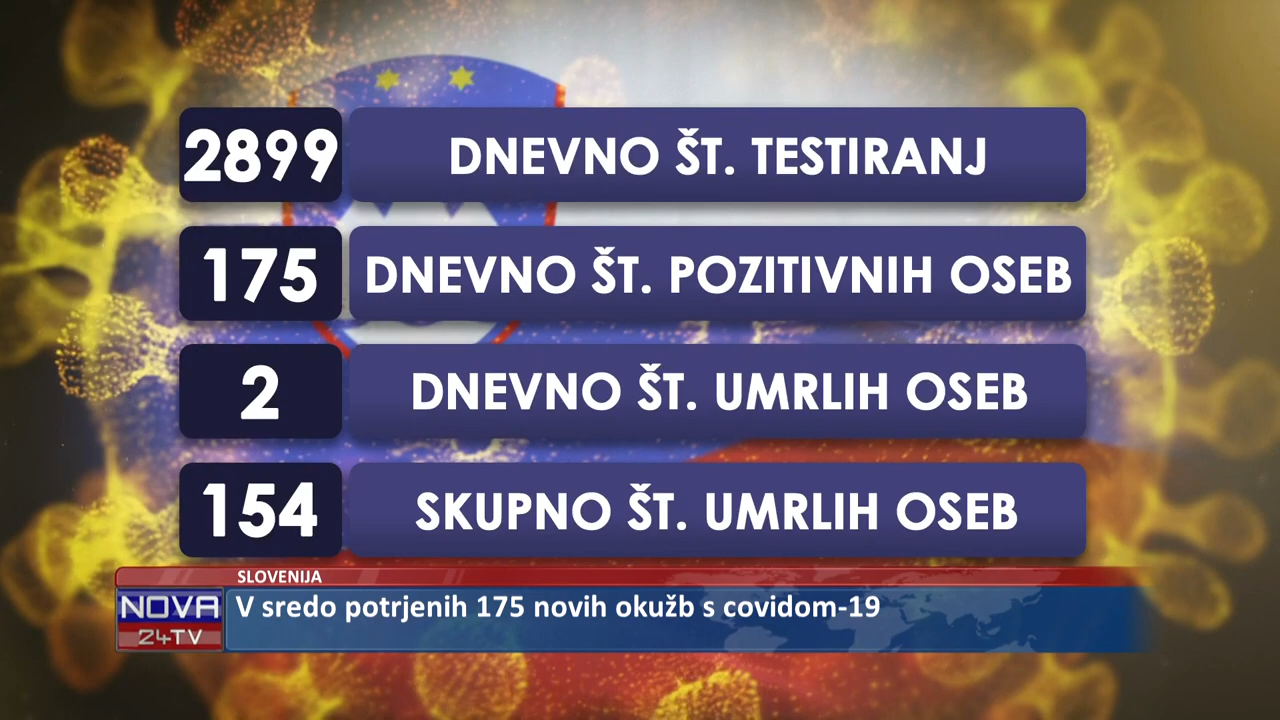 2899 DNEVNO ŠT. TESTIRANJ
175 DNEVNO ŠT. POZITIVNIH OSEB
2 DNEVNO ŠT. UMRLIH OSEB
154 SKUPNO ŠT. UMRLIH OSEB
SLOVENIJA
NOVA
24TV
V sredo potrjenih 175 novih okužb s covidom-19